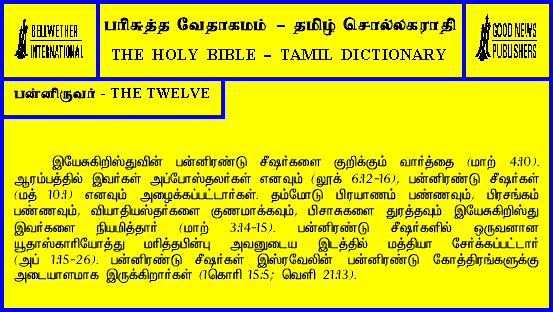 BELLWETHER
INTERNATIONAL
பரிசுத்த வேதாகமம் – தமிழ் சொல்லகராதி
THE HOLY BIBLE – TAMIL DICTIONARY
GOOD NEWS
PUBLISHERS
பன்னிருவர் - THE TWELVE
இயேசுகிறிஸ்துவின் பன்னிரண்டு சீஷர்களை குறிக்கும் வார்த்தை (மாற் 4:10).
ஆரம்பத்தில் இவர்கள் அப்போஸ்தலர்கள் எனவும் (லூக் 6:12-16), பன்னிரண்டு சீஷர்கள்
(மத் 10:1) எனவும் அழைக்கப்பட்டார்கள். தம்மோடு பிரயாணம் பண்ணவும், பிரசங்கம்
பண்ணவும், வியாதியஸ்தர்களை குணமாக்கவும், பிசாசுகளை துரத்தவும் இயேசுகிறிஸ்து
இவர்களை நியமித்தார் (மாற் 3:14-15). பன்னிரண்டு சீஷர்களில் ஒருவனான
யூதாஸ்காரியோத்து மரித்தபின்பு அவனுடைய இடத்தில் மத்தியா சேர்க்கப்பட்டார்
(அப் 1:15-26). பன்னிரண்டு சீஷர்கள் இஸ்ரவேலின் பன்னிரண்டு கோத்திரங்களுக்கு
அடையாளமாக இருக்கிறார்கள் (1கொரி 15:5; வெளி 21:13).